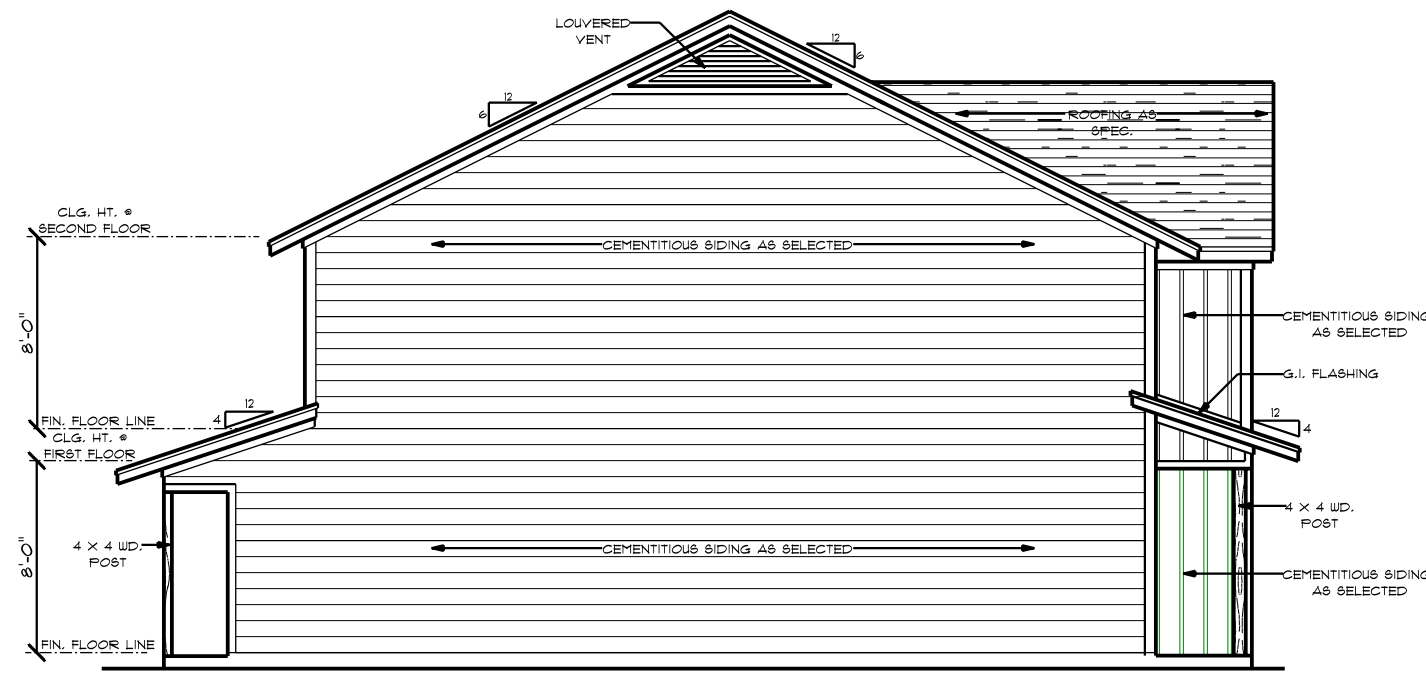 LOUVERED
VENT
12
6
12
6
ROOFING AS
SPEC.
CLG. HT. @
SECOND FLOOR
CEMENTITIOUS SIDING AS SELECTED
8'-0"
CEMENTITIOUS SIDING
AS SELECTED
G.I. FLASHING
12
4
FIN. FLOOR LINE
CLG. HT. @
FIRST FLOOR
12
4
8'-0"
4 X 4 WD.
POST
CEMENTITIOUS SIDING AS SELECTED
4 X 4 WD.
POST
CEMENTITIOUS SIDING
AS SELECTED
FIN. FLOOR LINE